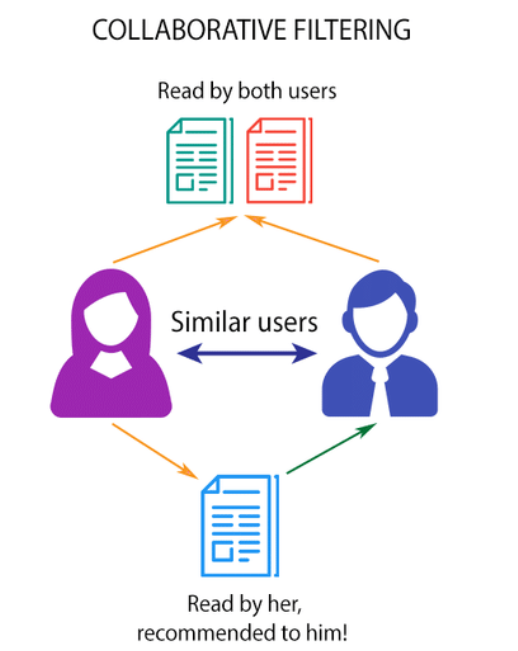 COLLABORATIVE FILTERING
Read by both users
Similar users
Read by her,
recommended to him!